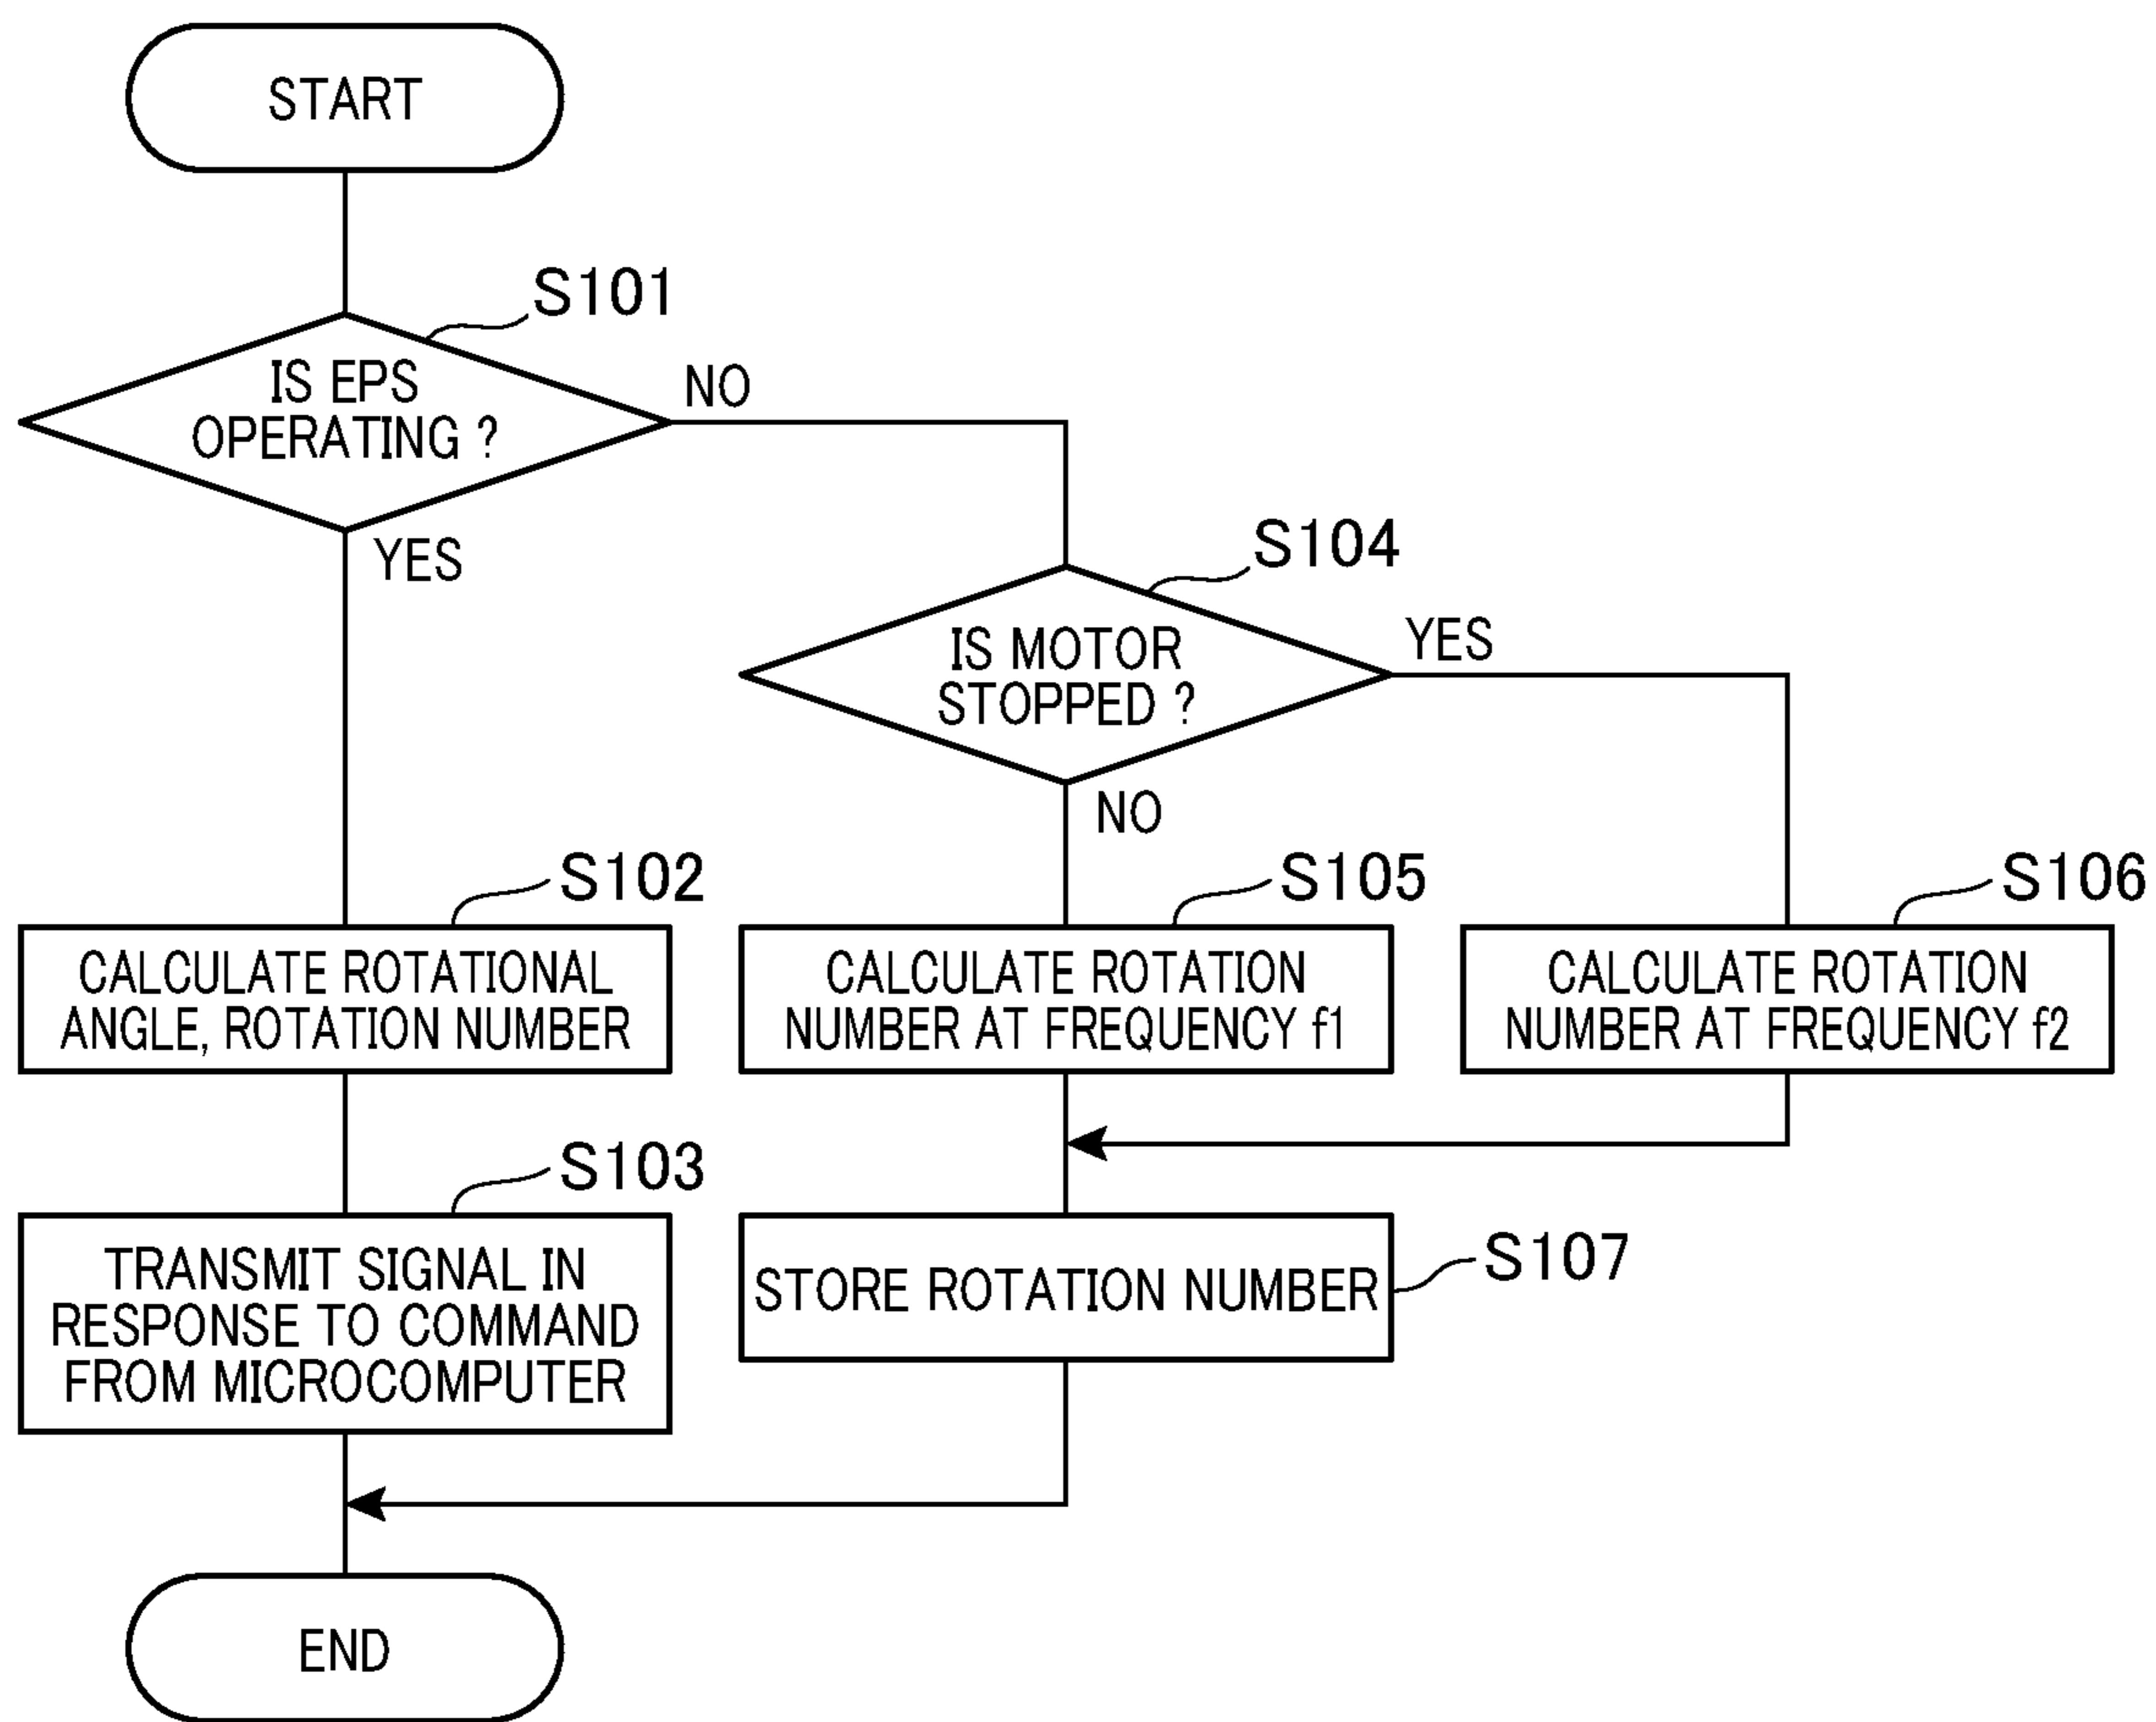 START
S101
IS EPS
OPERATING ?
NO
YES
S104
IS MOTOR
STOPPED ?
YES
NO
S102
CALCULATE ROTATIONAL
ANGLE, ROTATION NUMBER
S105
CALCULATE ROTATION
NUMBER AT FREQUENCY f1
S106
CALCULATE ROTATION
NUMBER AT FREQUENCY f2
S103
TRANSMIT SIGNAL IN
RESPONSE TO COMMAND
FROM MICROCOMPUTER
STORE ROTATION NUMBER
S107
END